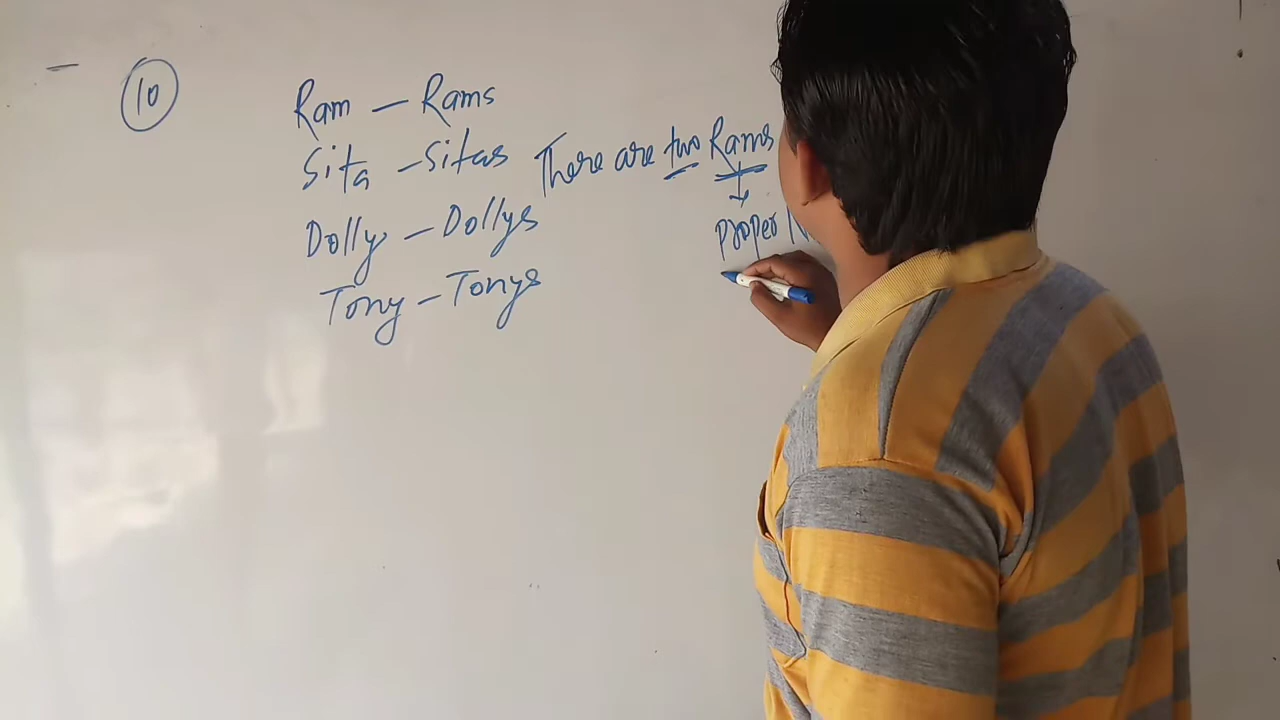 10
Ram – Rams
Sita – Sitas
Dolly – Dollys
Tony – Tonys
There are two Rams
Proper